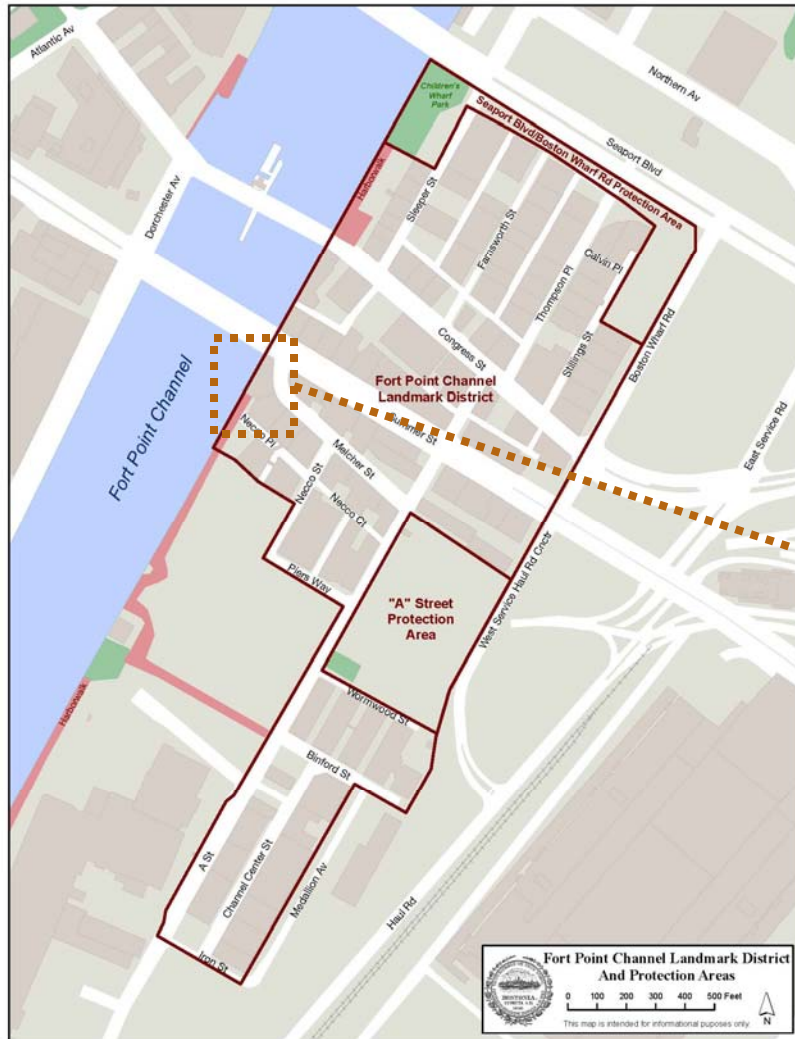 Atlantic Av
Northern Av
Children's
Wharf
Park
Seaport Blvd/Boston Wharf Rd Protection Area
Seaport Blvd
Harborwalk
Dorchester Av
Sleeper St
Farnsworth St
Calvin Pl
Thompson Pl
Stillings St
Boston Wharf Rd
Congress St
Fort Point Channel
Fort Point Channel
Landmark District
Summer St
East Service Rd
Necco Pl
Melcher St
Necco St
Necco Ct
Piers Way
"A" Street
Protection
Area
West Service Haul Rd Cnctr
Wormwood St
Harborwalk
Binford St
A St
Channel Center St
Medallion Av
Haul Rd
Iron St
Fort Point Channel Landmark District
And Protection Areas
0 100 200 300 400 500 Feet
N
This map is intended for informational puposes only.
BOSTONIA.